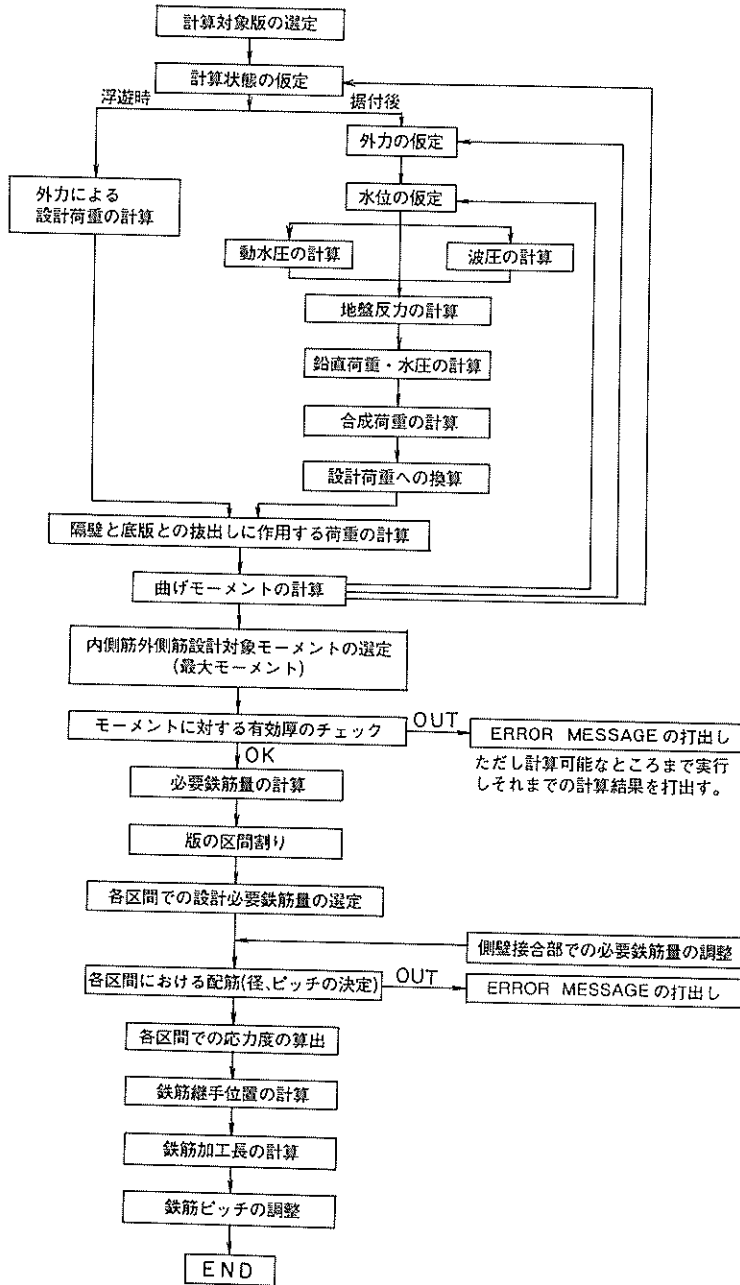 計算対象版の選定
計算状態の仮定
浮遊時
据付後
外力の仮定
外力による
設計荷重の計算
水位の仮定
動水圧の計算
波圧の計算
地盤反力の計算
鉛直荷重・水圧の計算
合成荷重の計算
設計荷重への換算
隔壁と底版との抜出しに作用する荷重の計算
曲げモーメントの計算
内側筋外側筋設計対象モーメントの選定
(最大モーメント)
モーメントに対する有効厚のチェック
OUT
ERROR MESSAGEの打出し
ただし計算可能なところまで実行
しそれまでの計算結果を打出す。
OK
必要鉄筋量の計算
版の区間割り
各区間での設計必要鉄筋量の選定
側壁接合部での必要鉄筋量の調整
各区間における配筋(径、ピッチの決定)
OUT
ERROR MESSAGEの打出し
各区間での応力度の算出
鉄筋継手位置の計算
鉄筋加工長の計算
鉄筋ピッチの調整
END